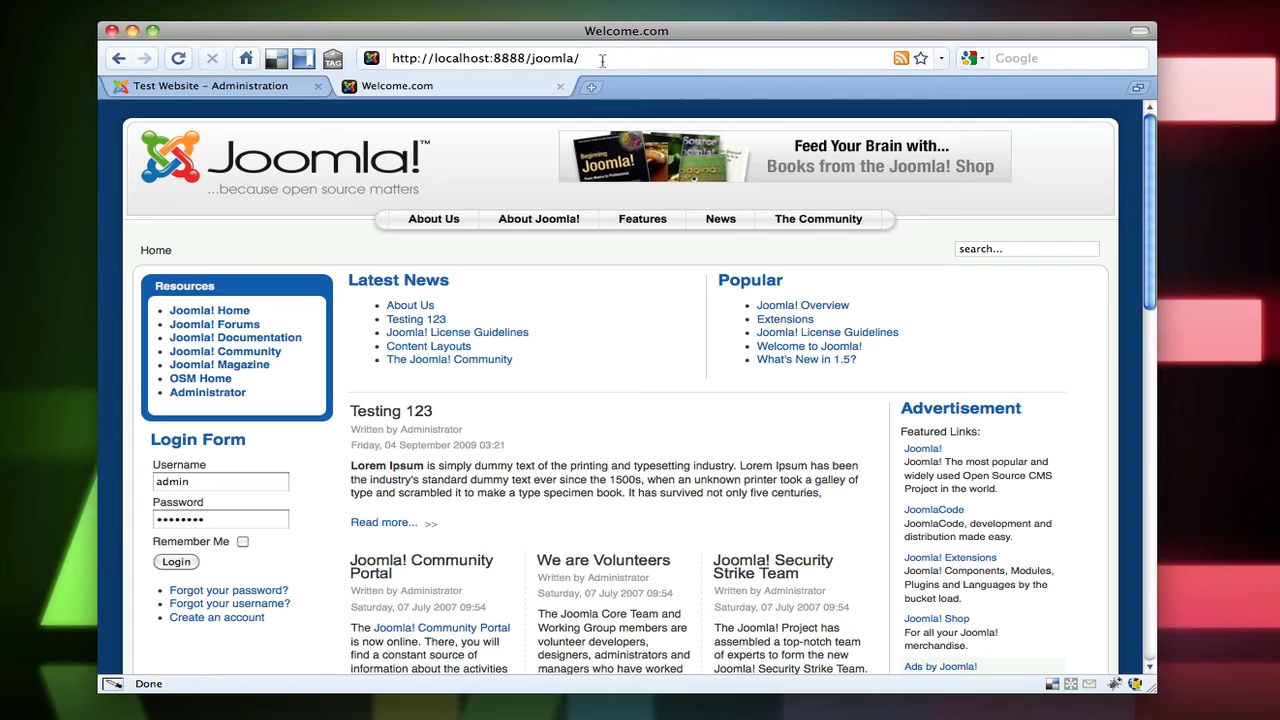 Welcome.com
TAG
http://localhost:8888/joomla/
Google
Test Website – Administration
Welcome.com
Joomla!™
...because open source matters
Beginning
Joomla!
Feed Your Brain with...
Books from the Joomla! Shop
About Us
About Joomla!
Features
News
The Community
Home
search...
Resources
Joomla! Home
Joomla! Forums
Joomla! Documentation
Joomla! Community
Joomla! Magazine
OSM Home
Administrator
Login Form
Username
admin
Password
••••••••
Remember Me
Login
Forgot your password?
Forgot your username?
Create an account
Latest News
About Us
Testing 123
Joomla! License Guidelines
Content Layouts
The Joomla! Community
Popular
Joomla! Overview
Extensions
Joomla! License Guidelines
Welcome to Joomla!
What's New in 1.5?
Testing 123
Written by Administrator
Friday, 04 September 2009 03:21
Lorem Ipsum is simply dummy text of the printing and typesetting industry. Lorem Ipsum has been
the industry's standard dummy text ever since the 1500s, when an unknown printer took a galley of
type and scrambled it to make a type specimen book. It has survived not only five centuries,
Read more... >>
Joomla! Community
Portal
Written by Administrator
Saturday, 07 July 2007 09:54
The Joomla! Community Portal
is now online. There, you will
find a constant source of
information about the activities
We are Volunteers
Written by Administrator
Saturday, 07 July 2007 09:54
The Joomla Core Team and
Working Group members are
volunteer developers,
designers, administrators and
managers who have worked
Joomla! Security
Strike Team
Written by Administrator
Saturday, 07 July 2007 09:54
The Joomla! Project has
assembled a top-notch team
of experts to form the new
Joomla! Security Strike Team.
Advertisement
Featured Links:
Joomla!
Joomla! The most popular and
widely used Open Source CMS
Project in the world.
JoomlaCode
JoomlaCode, development and
distribution made easy.
Joomla! Extensions
Joomla! Components, Modules,
Plugins and Languages by the
bucket load.
Joomla! Shop
For all your Joomla!
merchandise.
Ads by Joomla!
Done